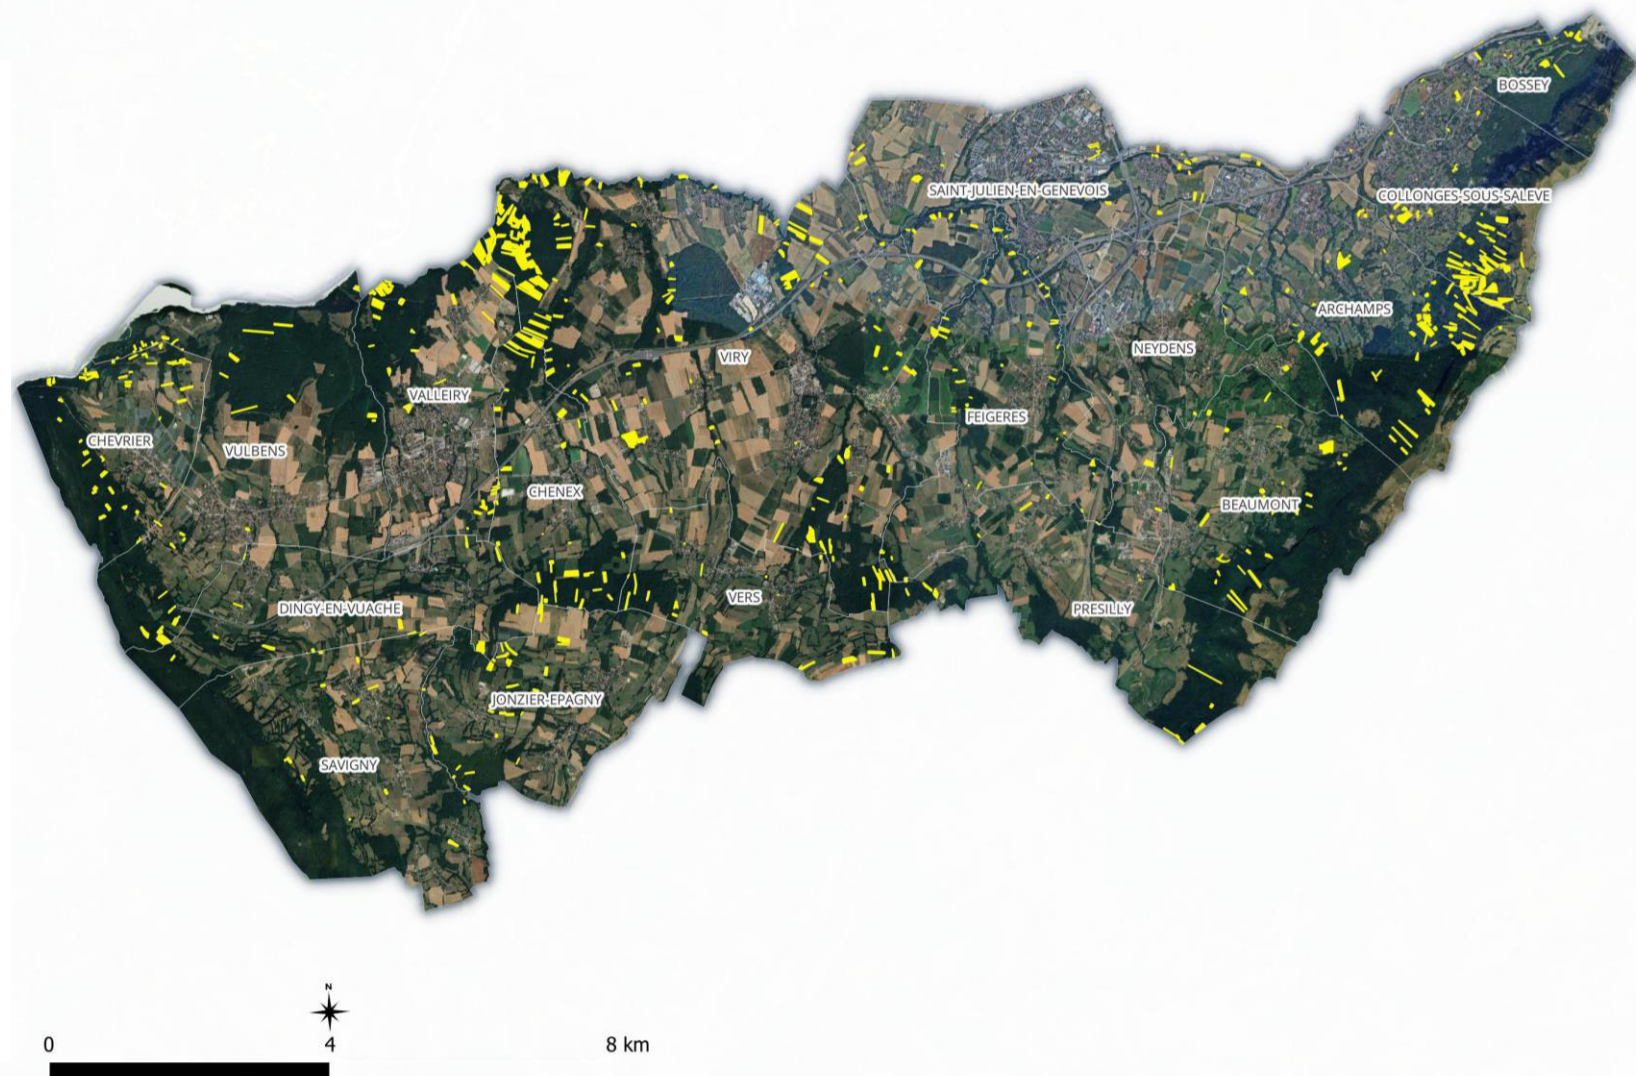 BOSSEY
SAINT-JULIEN-EN-GENEVOIS
COLLONGES-SOUS-SALEVE
ARCHAMPS
NEYDENS
VIRY
VALLEIRY
FEIGERES
CHEVRIER
VULBENS
CHENEX
BEAUMONT
VERS
DINGY-EN-VUACHE
PRESILLY
JONZIER-EPAGNY
SAVIGNY
N
0 4 8 km